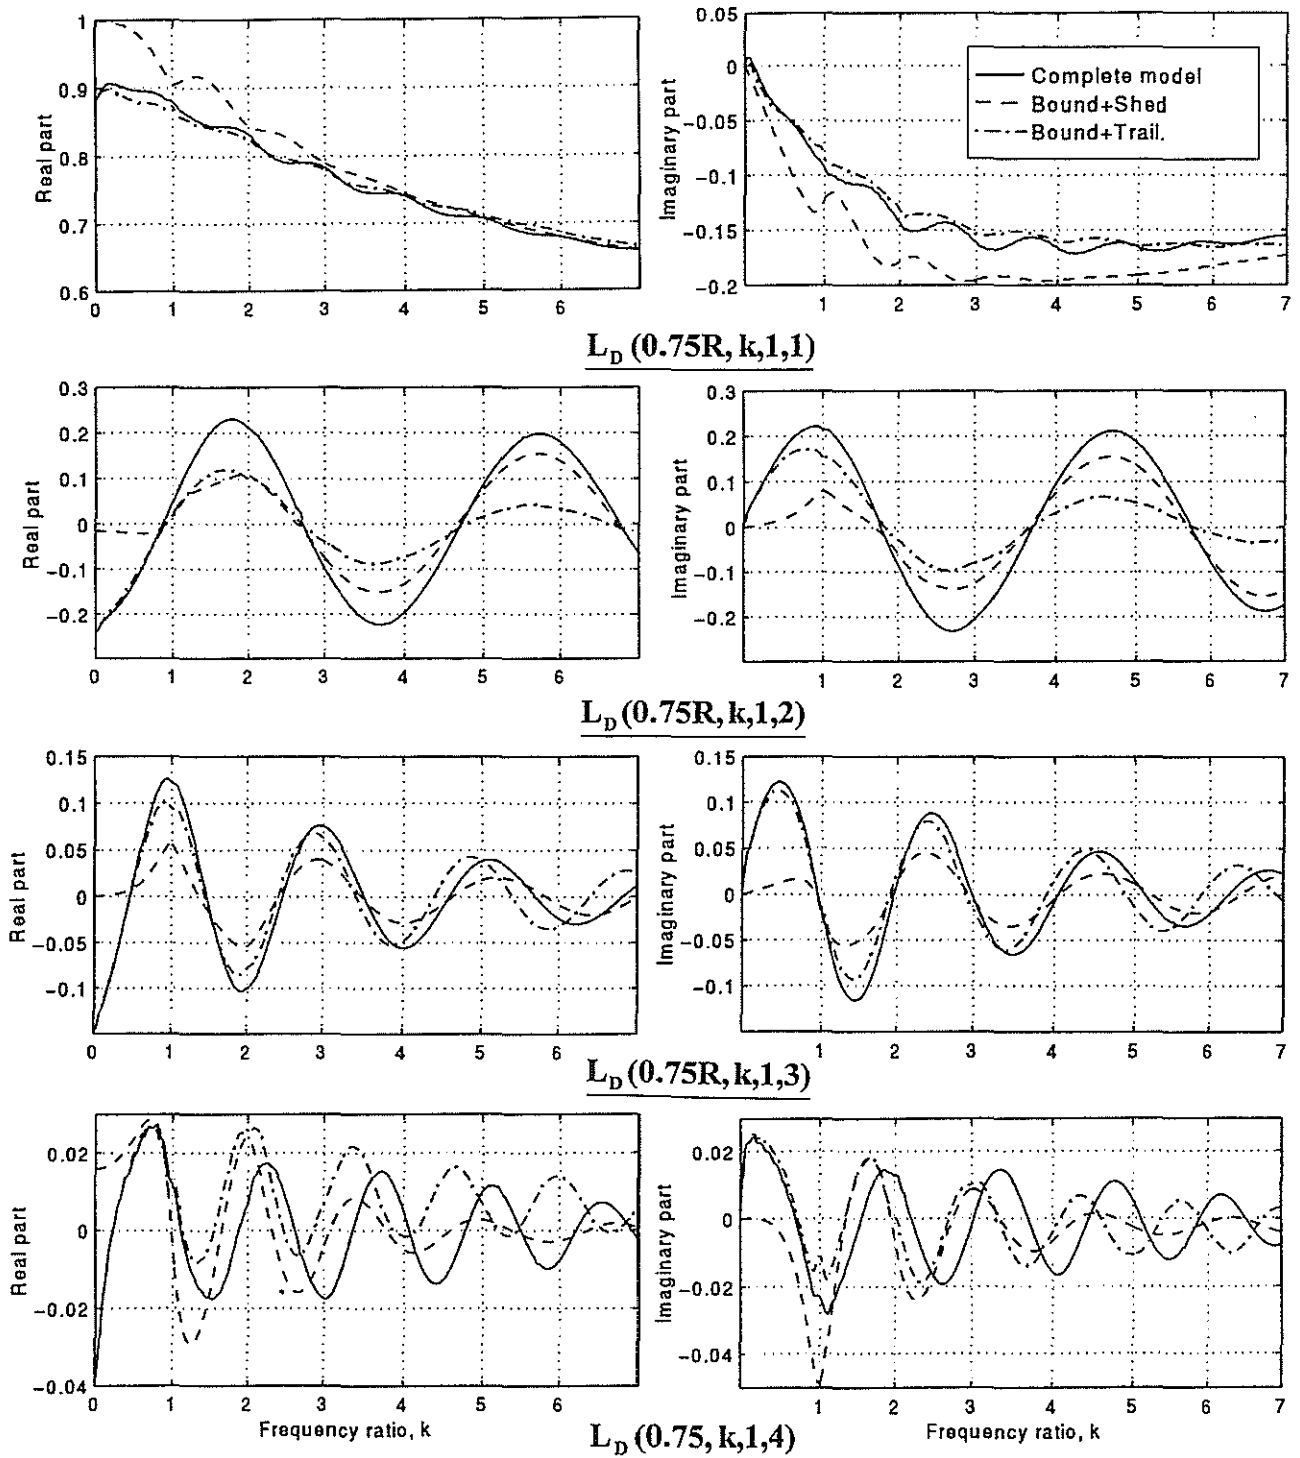 1
0.9
0.8
0.7
0.6
Real part
0 1 2 3 4 5 6
0.05
0
−0.05
−0.1
−0.15
−0.2
Imaginary part
1 2 3 4 5 6 7
Complete model
Bound+Shed
Bound+Trail.
L_D (0.75R, k,1,1)
0.3
0.2
0.1
0
−0.1
−0.2
Real part
0 1 2 3 4 5 6
0.3
0.2
0.1
0
−0.1
−0.2
Imaginary part
1 2 3 4 5 6 7
L_D (0.75R, k,1,2)
0.15
0.1
0.05
0
−0.05
−0.1
Real part
0 1 2 3 4 5 6
0.15
0.1
0.05
0
−0.05
−0.1
Imaginary part
1 2 3 4 5 6 7
L_D (0.75R, k,1,3)
0.02
0
−0.02
−0.04
Real part
0 1 2 3 4 5 6
Frequency ratio, k
0.02
0
−0.02
−0.04
Imaginary part
1 2 3 4 5 6 7
Frequency ratio, k
L_D (0.75, k,1,4)